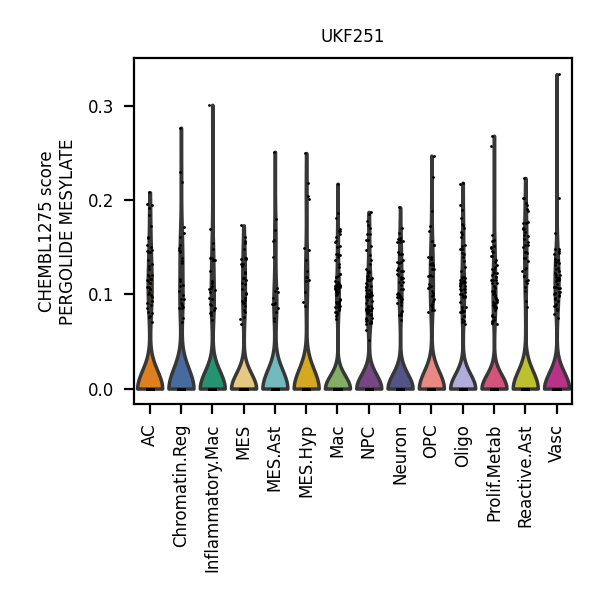 UKF251
CHEMBL1275 score
PERGOLIDE MESYLATE
0.3
0.2
0.1
0.0
AC
Chromatin.Reg
Inflammatory.Mac
MES
MES.Ast
MES.Hyp
Mac
NPC
Neuron
OPC
Oligo
Prolif.Metab
Reactive.Ast
Vasc